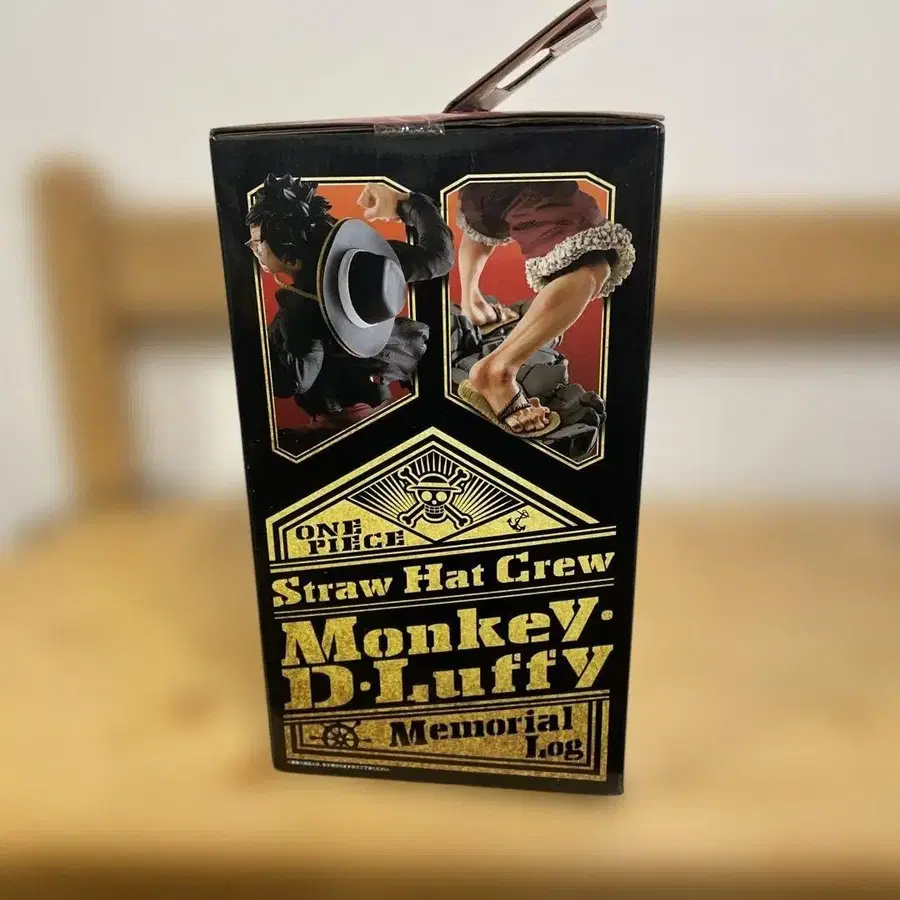 ONE
PIECE
Straw Hat Crew
Monkey·
D·Luffy
Memorial
Log